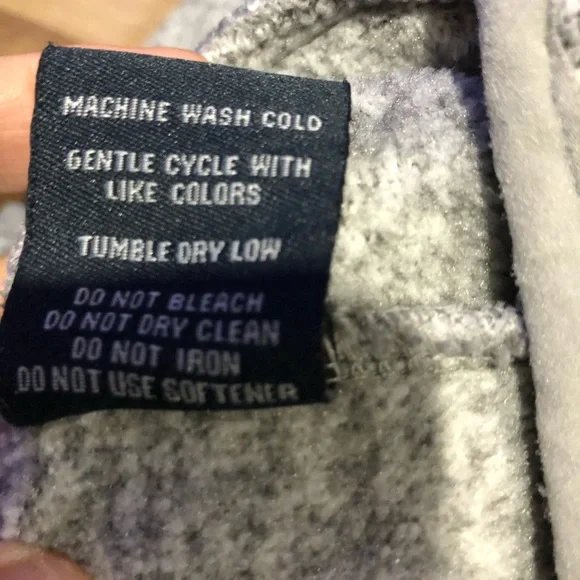 MACHINE WASH COLD
GENTLE CYCLE WITH
LIKE COLORS
TUMBLE DRY LOW
DO NOT BLEACH
DO NOT DRY CLEAN
DO NOT IRON
DO NOT USE SOFTENER